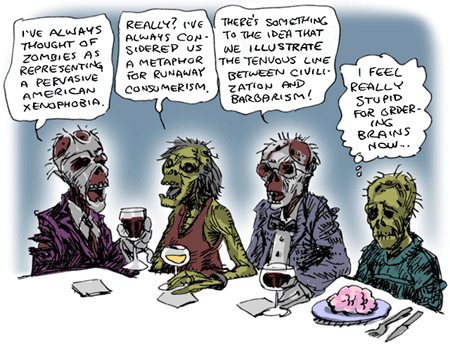 I'VE ALWAYS
THOUGHT OF
ZOMBIES AS
REPRESENTING
A PERVASIVE
AMERICAN
XENOPHOBIA.
REALLY? I'VE
ALWAYS CON-
SIDERED US
A METAPHOR
FOR RUNAWAY
CONSUMERISM.
THERE'S SOMETHING
TO THE IDEA THAT
WE ILLUSTRATE
THE TENUOUS LINE
BETWEEN CIVILI-
ZATION AND
BARBARISM!
I FEEL
REALLY
STUPID
FOR ORDER-
ING
BRAINS
NOW...